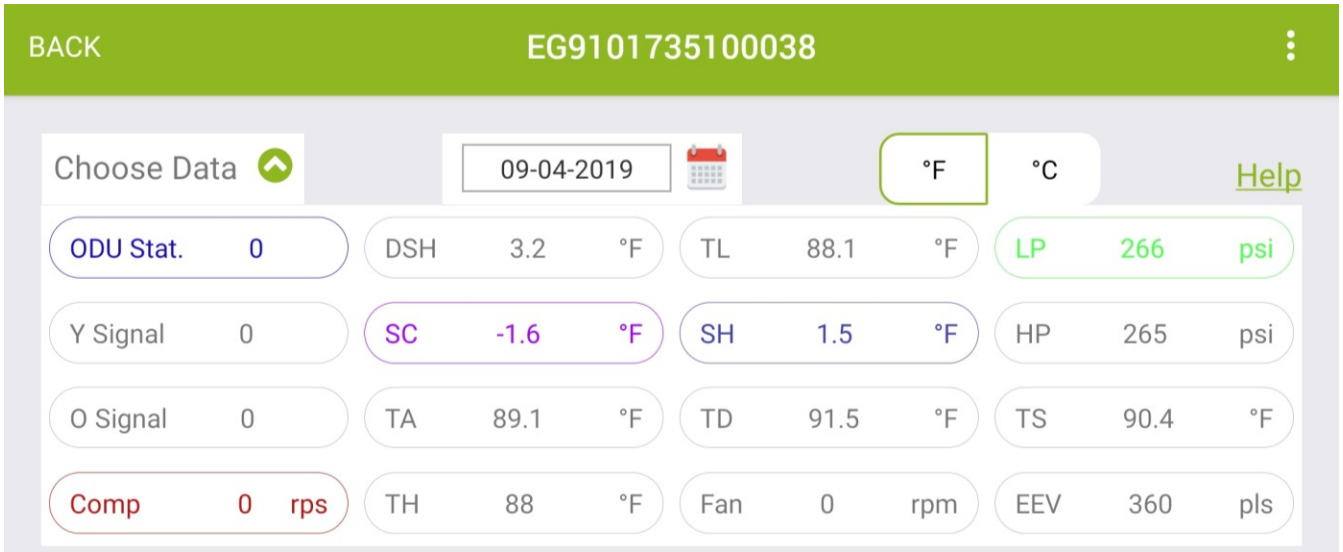 BACK EG9101735100038
Choose Data 09-04-2019 °F °C Help
ODU Stat. 0 DSH 3.2 °F TL 88.1 °F LP 266 psi
Y Signal 0 SC -1.6 °F SH 1.5 °F HP 265 psi
O Signal 0 TA 89.1 °F TD 91.5 °F TS 90.4 °F
Comp 0 rps TH 88 °F Fan 0 rpm EEV 360 pls